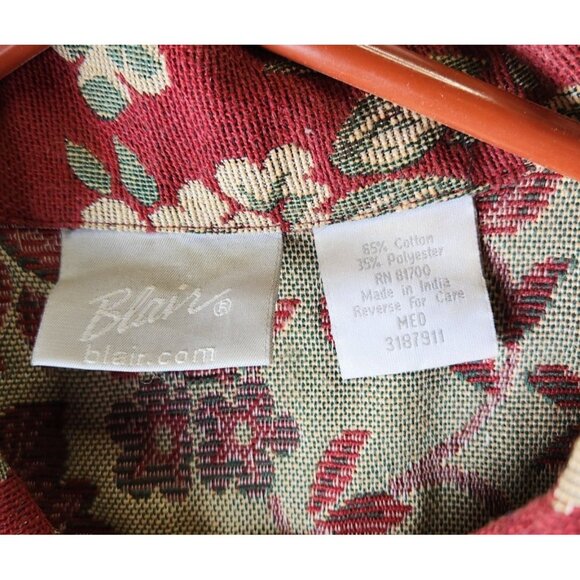 Blair®
blair.com
65% Cotton
35% Polyester
RN 81700
Made in India
Reverse For Care
MED
3187911